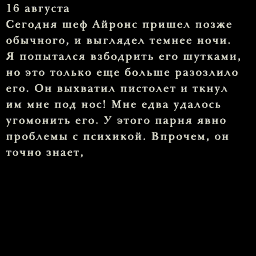 16 августа
Сегодня шеф Айронс пришел позже
обычного, и выглядел темнее ночи.
Я попытался взбодрить его шутками,
но это только еще больше разозлило
его. Он выхватил пистолет и ткнул
им мне под нос! Мне едва удалось
угомонить его. У этого парня явно
проблемы с психикой. Впрочем, он
точно знает,